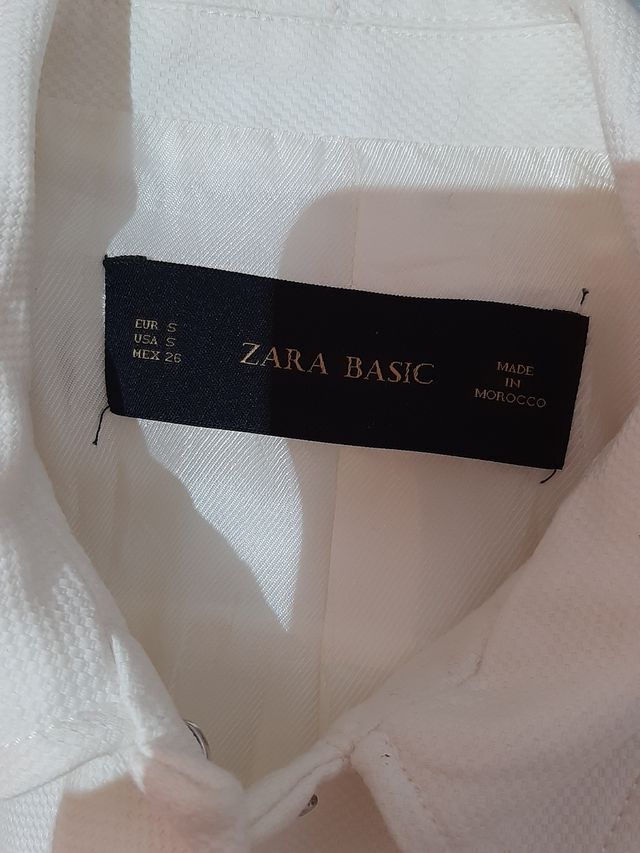 EUR S
USA S
MEX 26
ZARA BASIC
MADE
IN
MOROCCO